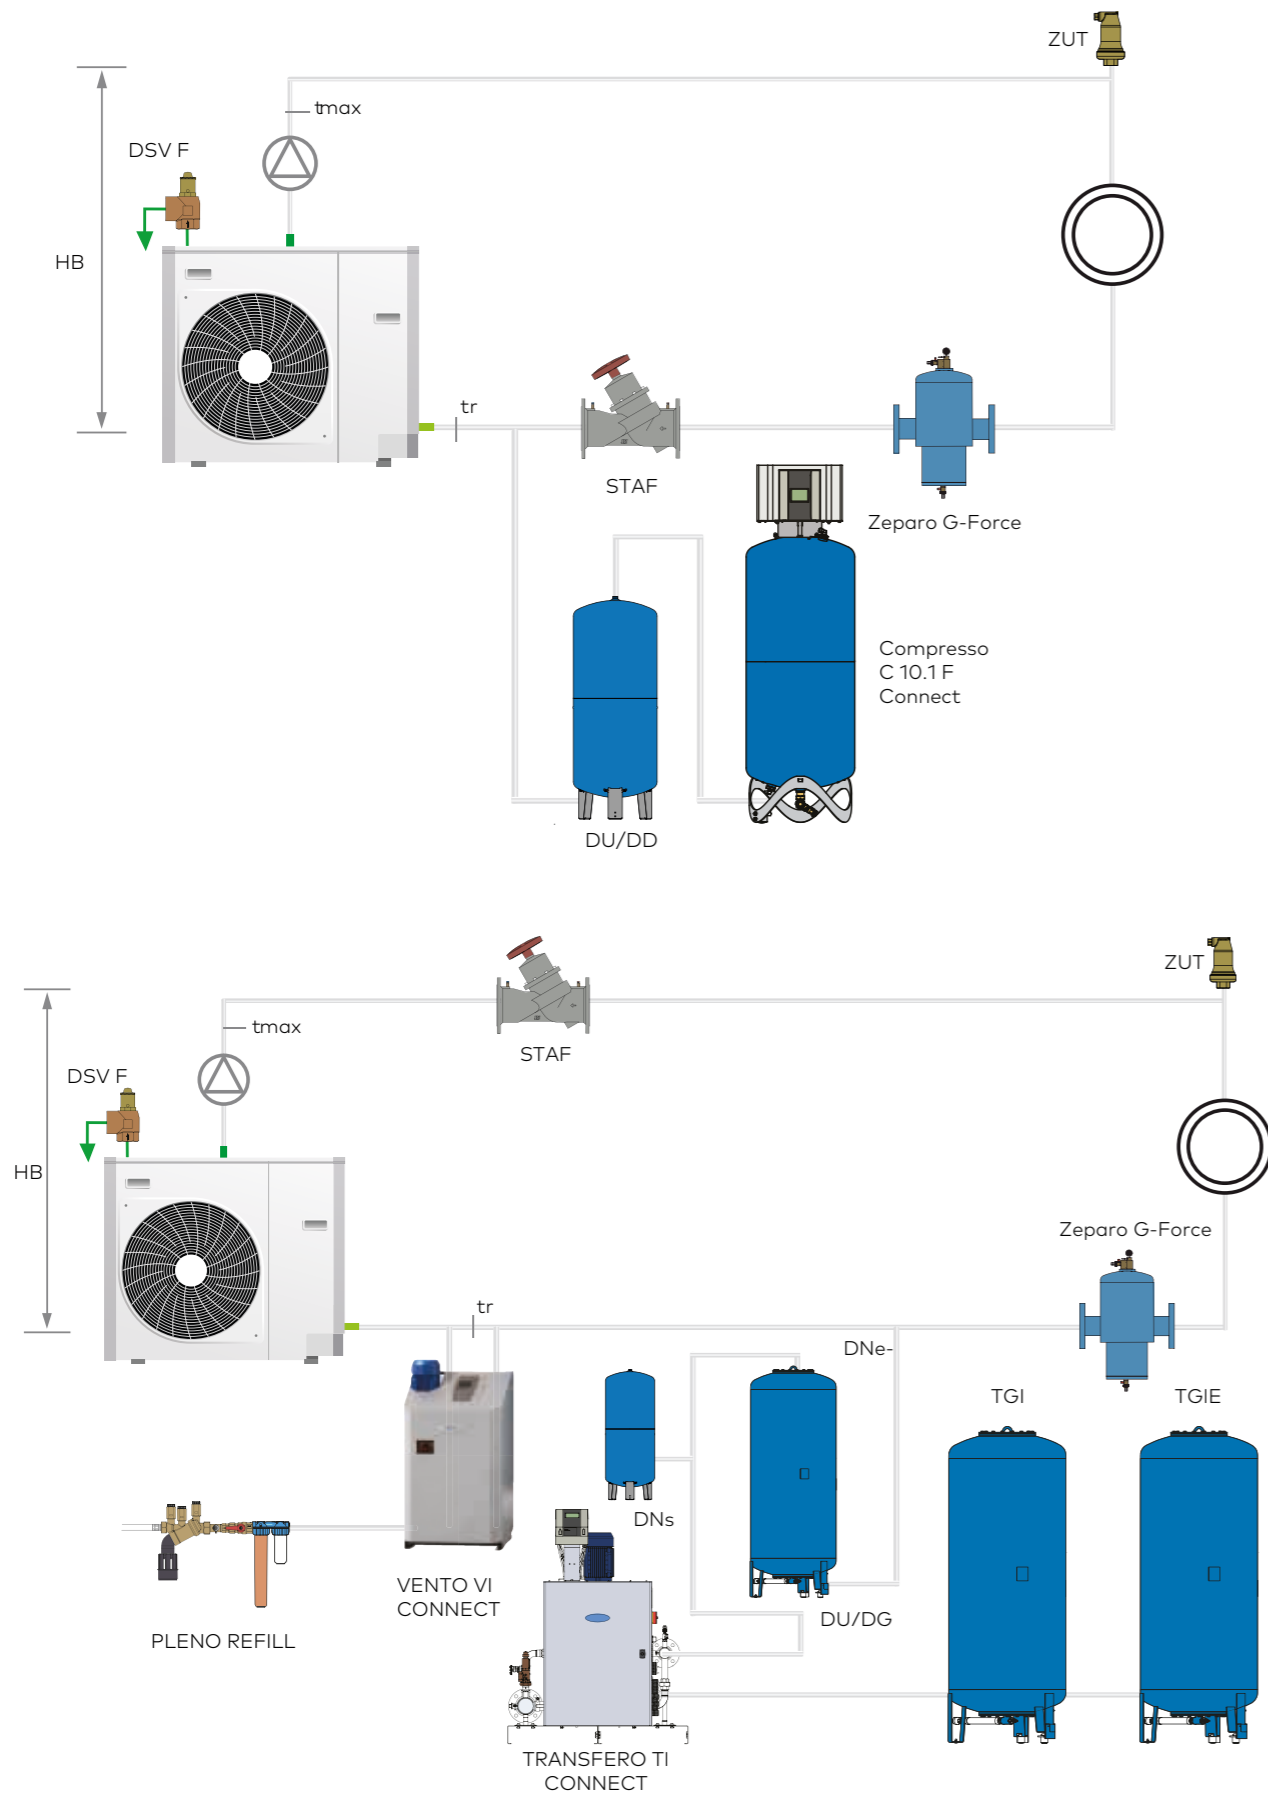 ZUT
tmax
DSV F
HB
tr
STAF
Zeparo G-Force
Compresso
C 10.1 F
Connect
DU/DD
ZUT
tmax
STAF
DSV F
HB
Zeparo G-Force
tr
DNe-
TGI
TGIE
DNs
VENTO VI
CONNECT
DU/DG
PLENO REFILL
TRANSFERO TI
CONNECT